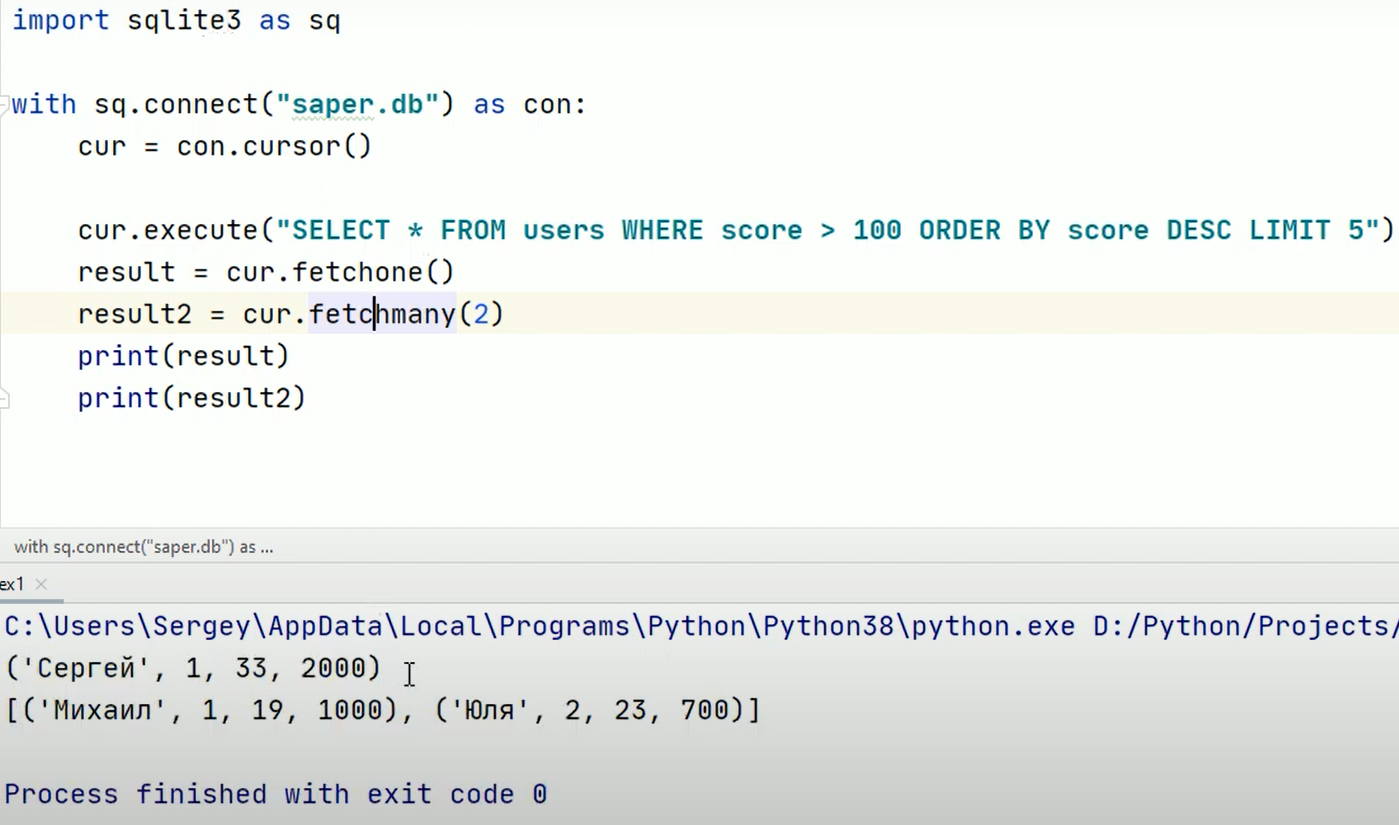 import sqlite3 as sq
with sq.connect("saper.db") as con:
cur = con.cursor()
cur.execute("SELECT * FROM users WHERE score > 100 ORDER BY score DESC LIMIT 5")
result = cur.fetchone()
result2 = cur.fetchmany(2)
print(result)
print(result2)
with sq.connect("saper.db") as ...
ex1
C:\Users\Sergey\AppData\Local\Programs\Python\Python38\python.exe D:/Python/Projects/
('Сергей', 1, 33, 2000)
[('Михаил', 1, 19, 1000), ('Юля', 2, 23, 700)]
Process finished with exit code 0